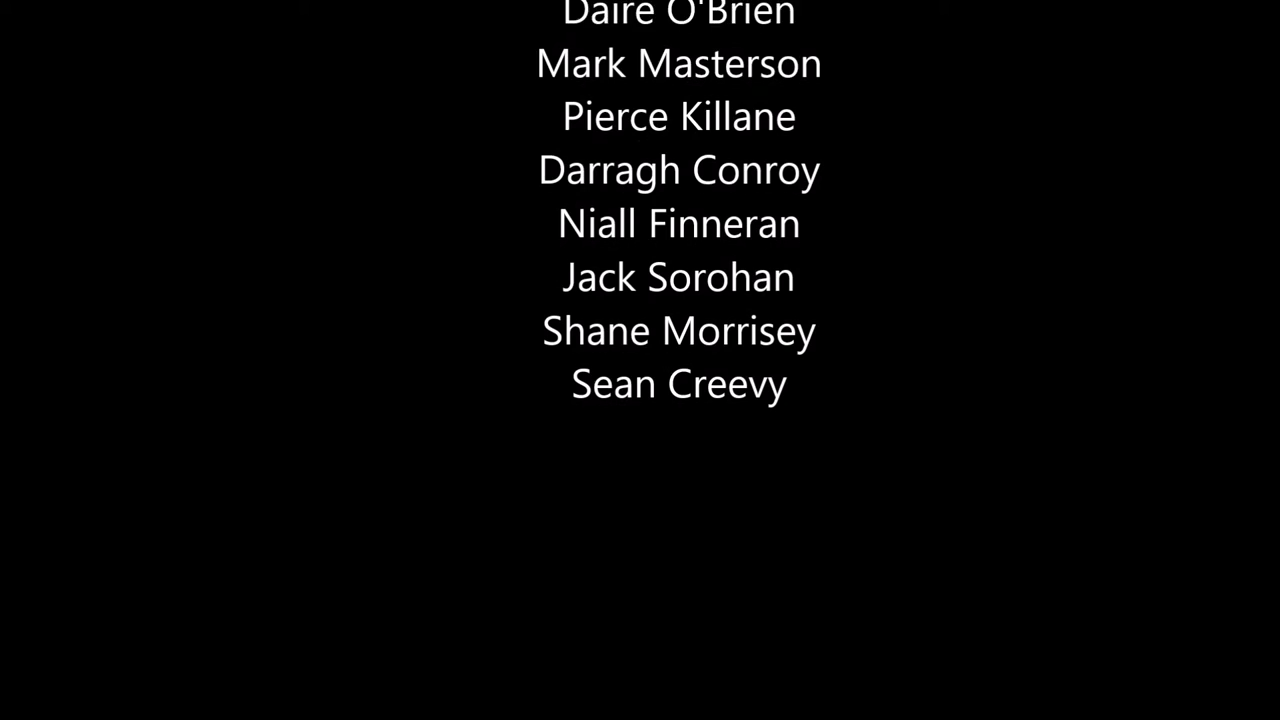 Daire O'Brien
Mark Masterson
Pierce Killane
Darragh Conroy
Niall Finneran
Jack Sorohan
Shane Morrisey
Sean Creevy